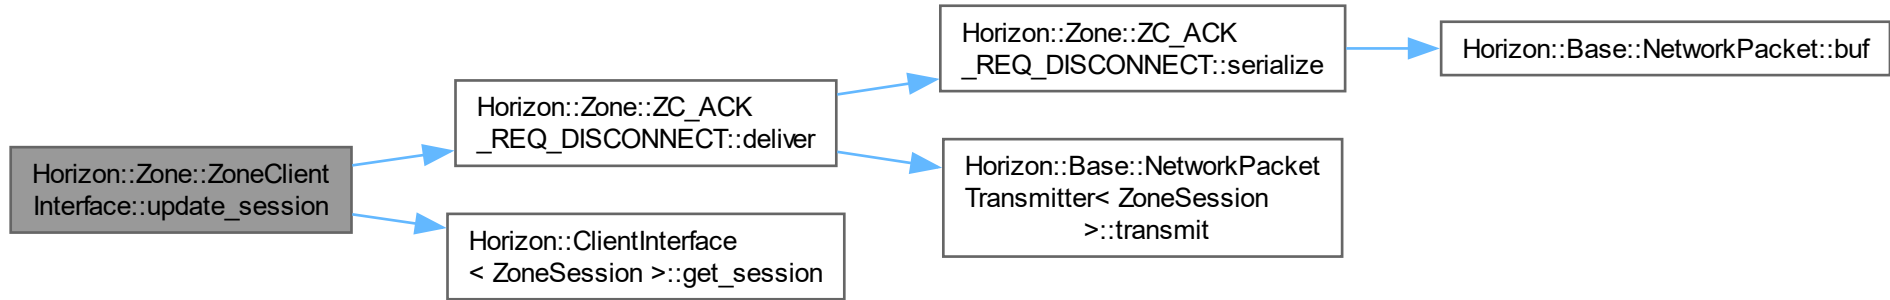 Horizon::Zone::ZoneClient
Interface::update_session
Horizon::Zone::ZC_ACK
_REQ_DISCONNECT::deliver
Horizon::ClientInterface
< ZoneSession >::get_session
Horizon::Zone::ZC_ACK
_REQ_DISCONNECT::serialize
Horizon::Base::NetworkPacket
Transmitter< ZoneSession
>::transmit
Horizon::Base::NetworkPacket::buf